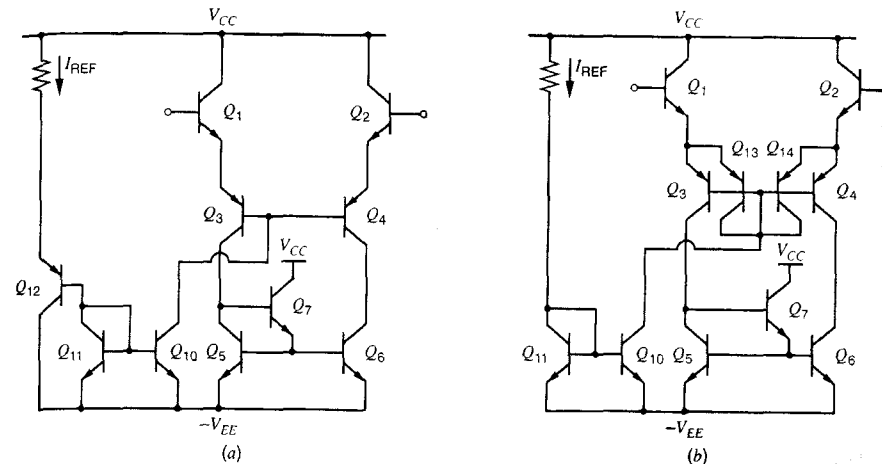 V_CC
V_CC
I_REF
I_REF
Q_1
Q_2
Q_1
Q_2
Q_13
Q_14
Q_3
Q_4
Q_3
Q_4
V_CC
V_CC
Q_12
Q_7
Q_7
Q_11
Q_10
Q_5
Q_6
Q_11
Q_10
Q_5
Q_6
-V_EE
-V_EE
(a)
(b)